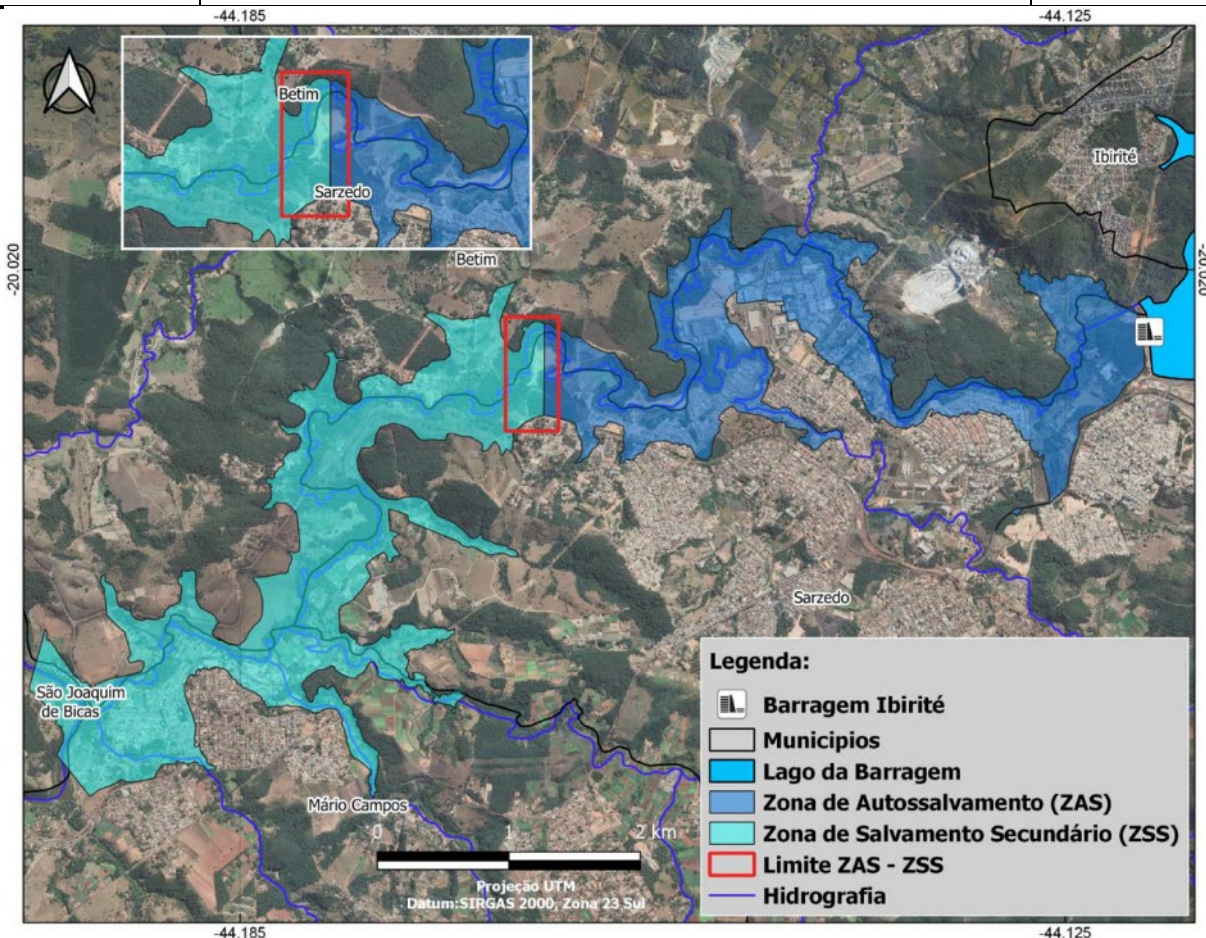 -44.185
-44.125
Betim
Sarzedo
Ibirité
-20.020
Betim
-20.020
Sarzedo
São Joaquim
de Bicas
Mário Campos
0 1 2 km
Projeção UTM
Datum:SIRGAS 2000, Zona 23 Sul
Legenda:
Barragem Ibirité
Municipios
Lago da Barragem
Zona de Autossalvamento (ZAS)
Zona de Salvamento Secundário (ZSS)
Limite ZAS - ZSS
Hidrografia
-44.185
-44.125